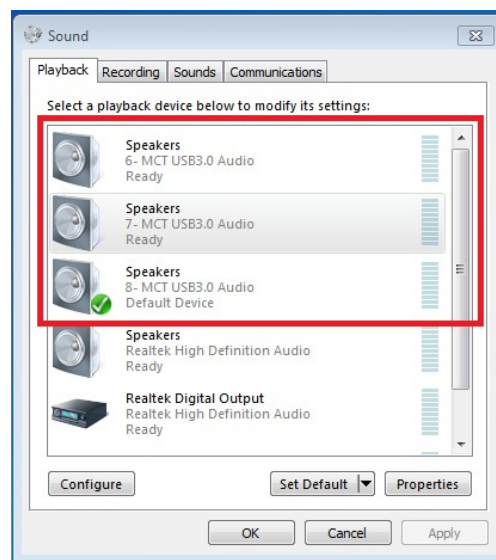 Sound
Playback Recording Sounds Communications
Select a playback device below to modify its settings:
Speakers
6- MCT USB3.0 Audio
Ready
Speakers
7- MCT USB3.0 Audio
Ready
Speakers
8- MCT USB3.0 Audio
Default Device
Speakers
Realtek High Definition Audio
Ready
Realtek Digital Output
Realtek High Definition Audio
Ready
Configure Set Default Properties
OK Cancel Apply